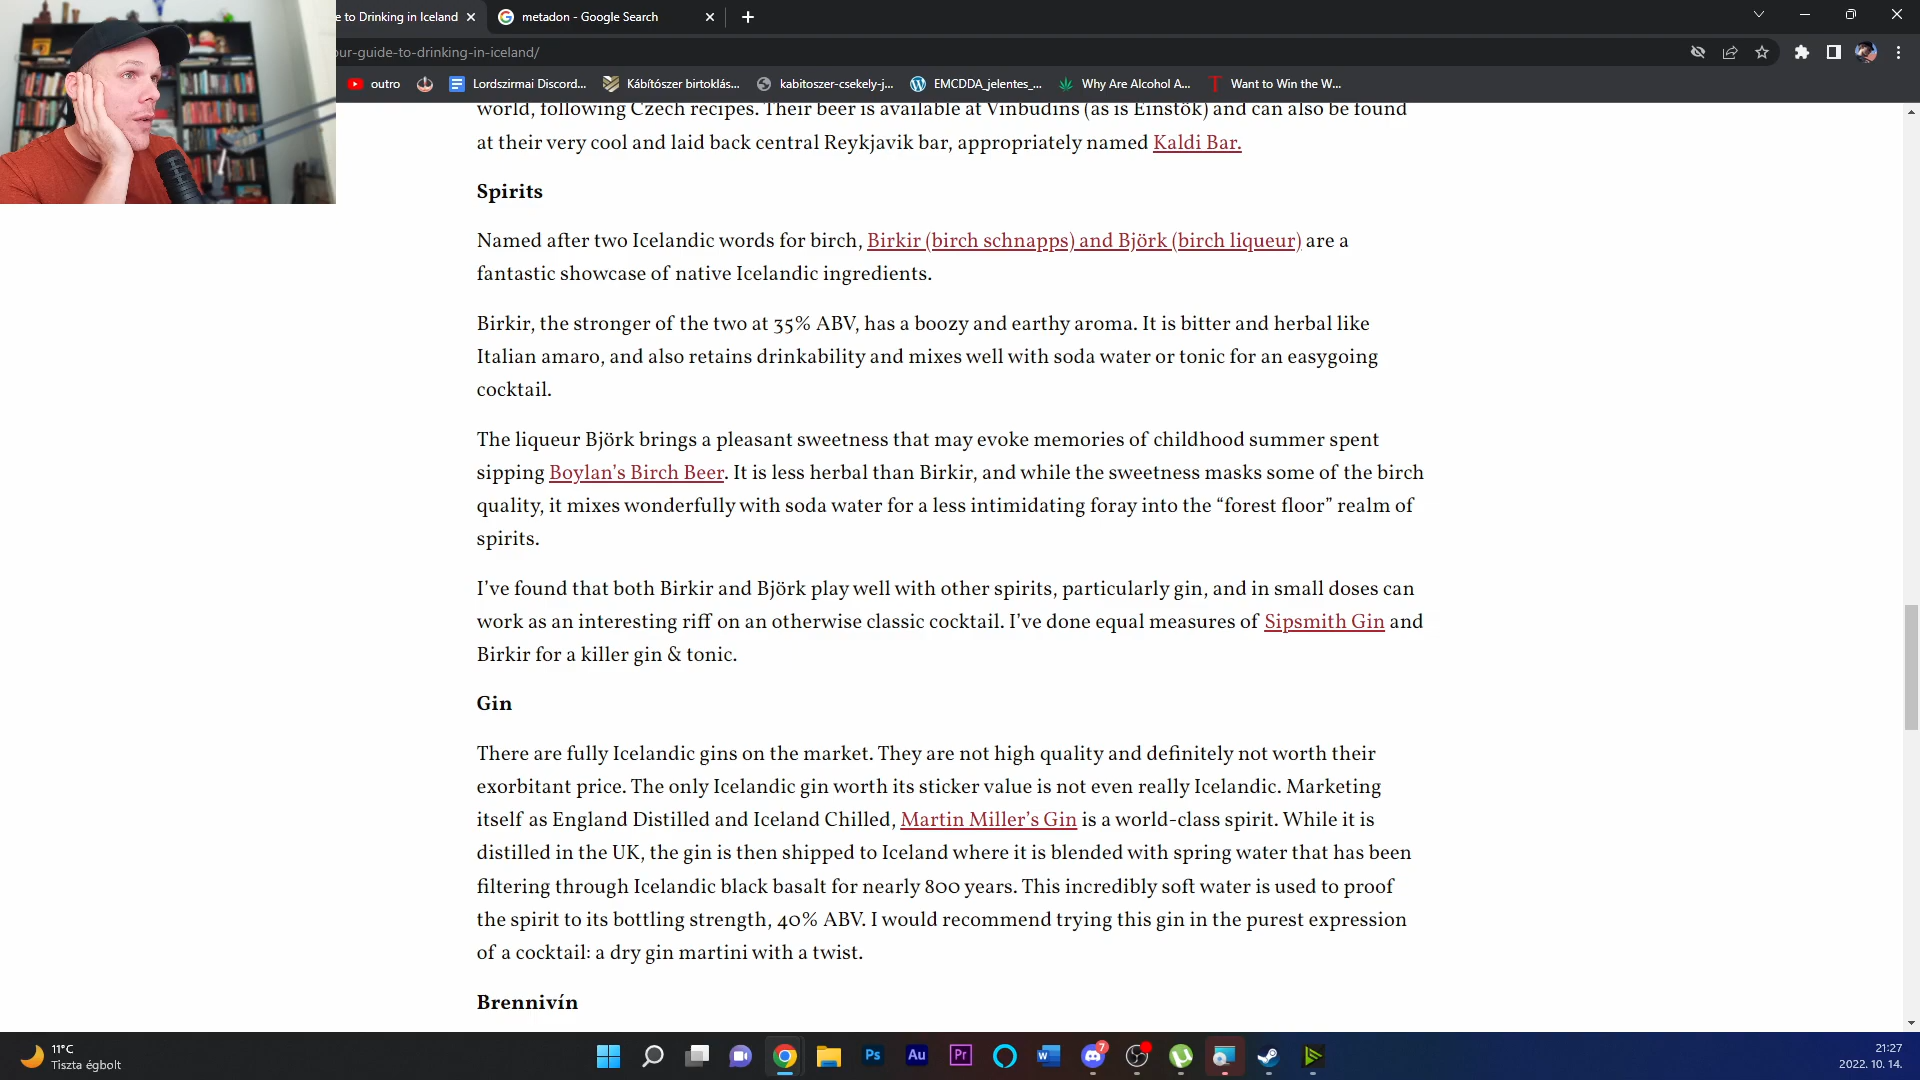 e to Drinking in Iceland
metadon - Google Search
our-guide-to-drinking-in-iceland/
outro
Lordszirmai Discord...
Kábítószer birtoklás...
kabitoszer-csekely-j...
EMCDDA_jelentes_...
Why Are Alcohol A...
Want to Win the W...
world, following Czech recipes. Their beer is available at Vinbudins (as is Einstök) and can also be found
at their very cool and laid back central Reykjavik bar, appropriately named Kaldi Bar.
Spirits
Named after two Icelandic words for birch, Birkir (birch schnapps) and Björk (birch liqueur) are a
fantastic showcase of native Icelandic ingredients.
Birkir, the stronger of the two at 35% ABV, has a boozy and earthy aroma. It is bitter and herbal like
Italian amaro, and also retains drinkability and mixes well with soda water or tonic for an easygoing
cocktail.
The liqueur Björk brings a pleasant sweetness that may evoke memories of childhood summer spent
sipping Boylan’s Birch Beer. It is less herbal than Birkir, and while the sweetness masks some of the birch
quality, it mixes wonderfully with soda water for a less intimidating foray into the “forest floor” realm of
spirits.
I’ve found that both Birkir and Björk play well with other spirits, particularly gin, and in small doses can
work as an interesting riff on an otherwise classic cocktail. I’ve done equal measures of Sipsmith Gin and
Birkir for a killer gin & tonic.
Gin
There are fully Icelandic gins on the market. They are not high quality and definitely not worth their
exorbitant price. The only Icelandic gin worth its sticker value is not even really Icelandic. Marketing
itself as England Distilled and Iceland Chilled, Martin Miller’s Gin is a world-class spirit. While it is
distilled in the UK, the gin is then shipped to Iceland where it is blended with spring water that has been
filtering through Icelandic black basalt for nearly 800 years. This incredibly soft water is used to proof
the spirit to its bottling strength, 40% ABV. I would recommend trying this gin in the purest expression
of a cocktail: a dry gin martini with a twist.
Brennivín
11°C
Tiszta égbolt
Ps
Au
Pr
W
7
21:27
2022. 10. 14.